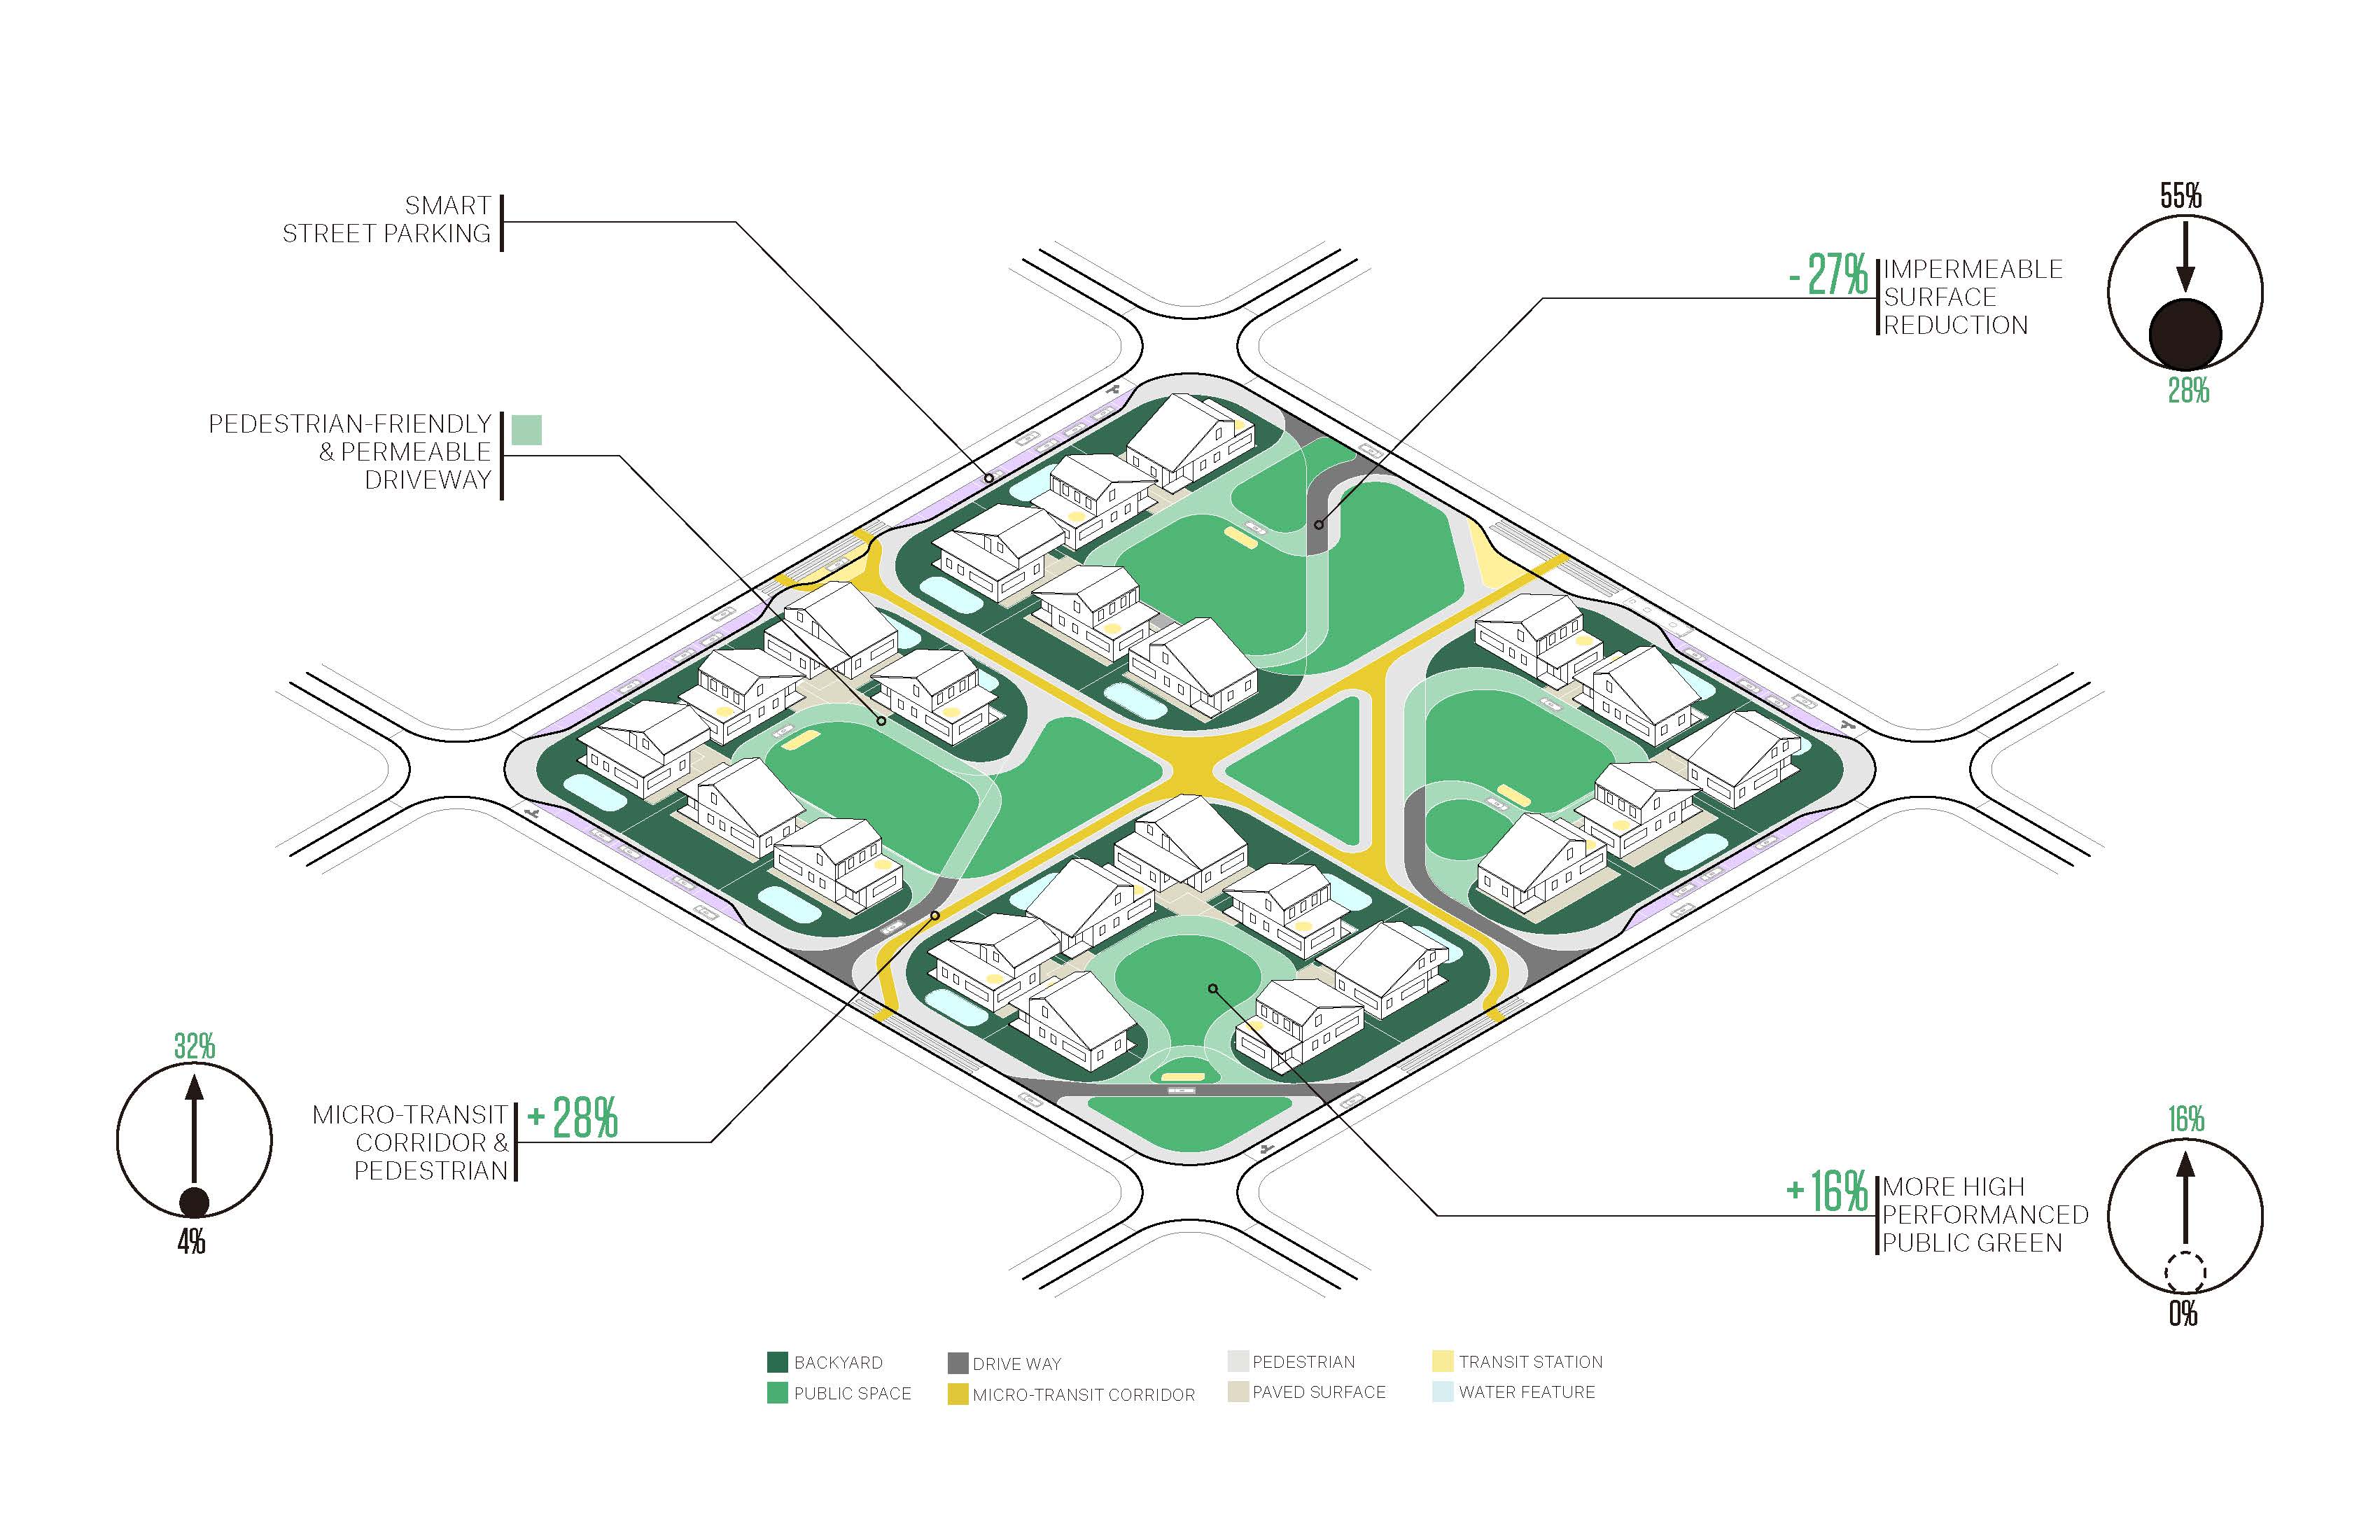 SMART
STREET PARKING
PEDESTRIAN-FRIENDLY
& PERMEABLE
DRIVEWAY
55%
- 27%
IMPERMEABLE
SURFACE
REDUCTION
28%
32%
4%
MICRO-TRANSIT
CORRIDOR &
PEDESTRIAN
+ 28%
16%
+ 16%
MORE HIGH
PERFORMANCED
PUBLIC GREEN
0%
BACKYARD
PUBLIC SPACE
DRIVE WAY
MICRO-TRANSIT CORRIDOR
PEDESTRIAN
PAVED SURFACE
TRANSIT STATION
WATER FEATURE